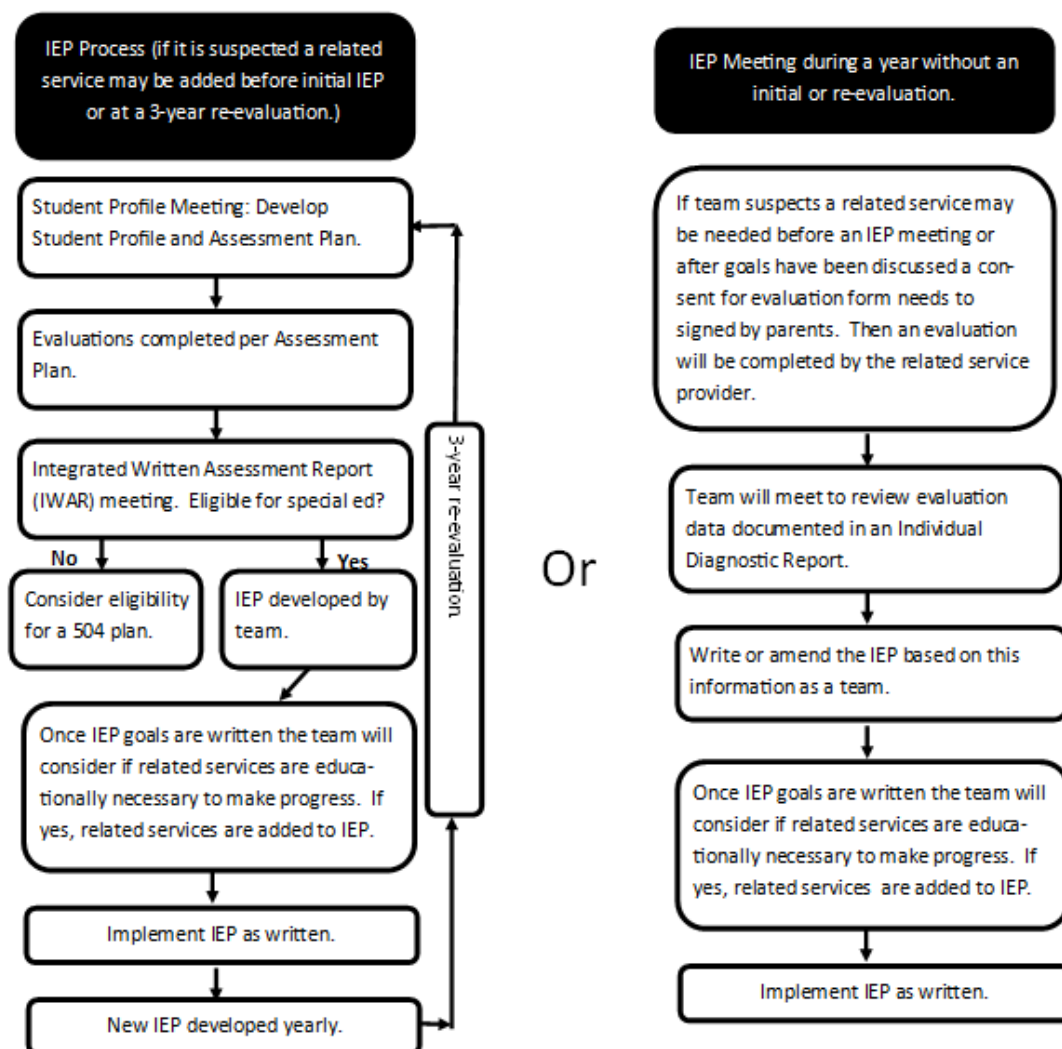 IEP Process (if it is suspected a related
service may be added before initial IEP
or at a 3-year re-evaluation.)
Student Profile Meeting: Develop
Student Profile and Assessment Plan.
Evaluations completed per Assessment
Plan.
Integrated Written Assessment Report
(IWAR) meeting. Eligible for special ed?
No
Yes
Consider eligibility
for a 504 plan.
IEP developed by
team.
Once IEP goals are written the team will
consider if related services are educa-
tionally necessary to make progress. If
yes, related services are added to IEP.
Implement IEP as written.
New IEP developed yearly.
3-year re-evaluation
Or
IEP Meeting during a year without an
initial or re-evaluation.
If team suspects a related service may
be needed before an IEP meeting or
after goals have been discussed a con-
sent for evaluation form needs to
signed by parents. Then an evaluation
will be completed by the related service
provider.
Team will meet to review evaluation
data documented in an Individual
Diagnostic Report.
Write or amend the IEP based on this
information as a team.
Once IEP goals are written the team will
consider if related services are educa-
tionally necessary to make progress. If
yes, related services are added to IEP.
Implement IEP as written.